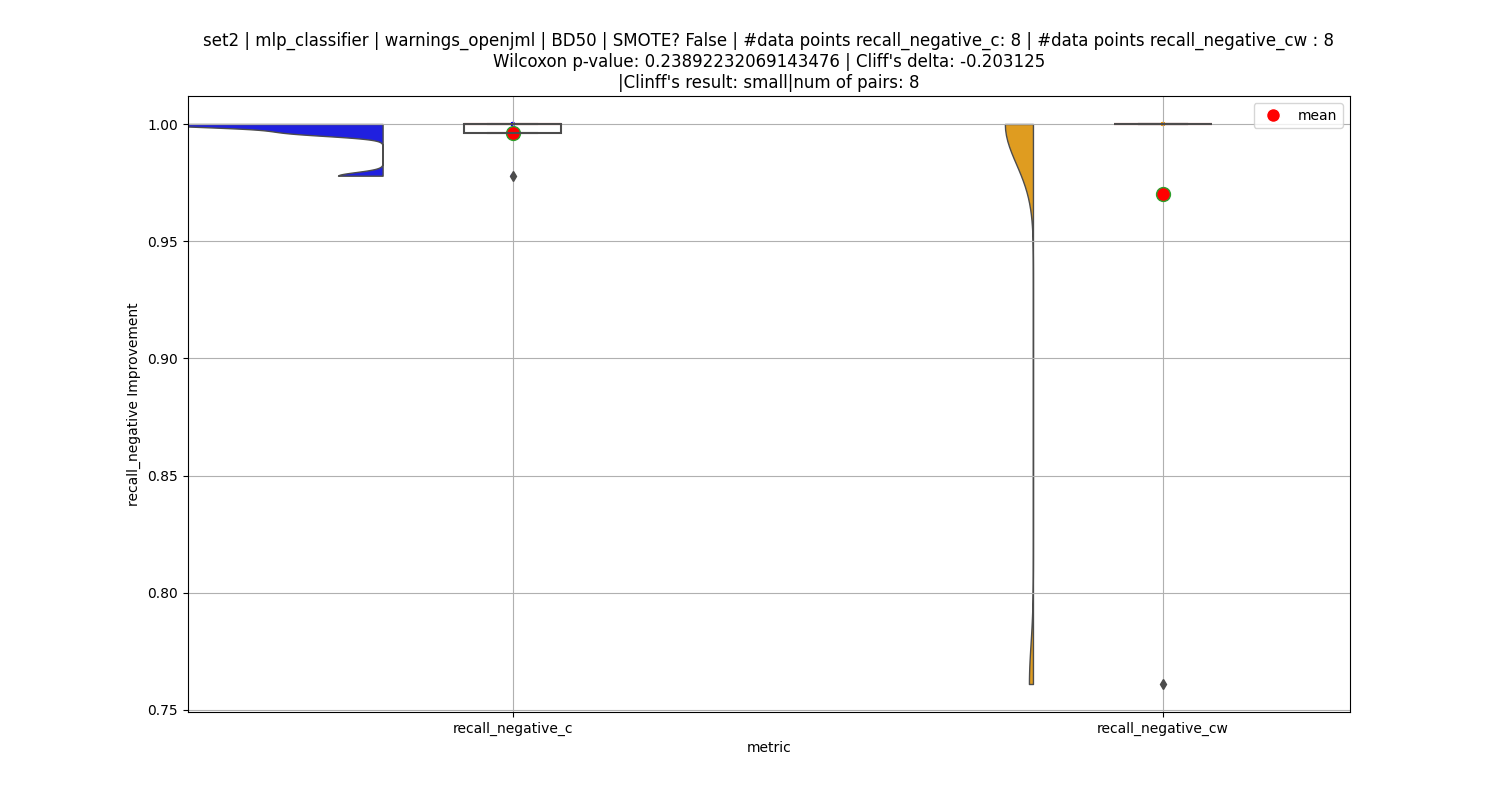 set2 | mlp_classifier | warnings_openjml | BD50 | SMOTE? False | #data points recall_negative_c: 8 | #data points recall_negative_cw : 8
Wilcoxon p-value: 0.23892232069143476 | Cliff's delta: -0.203125
|Clinff's result: small|num of pairs: 8
mean
1.00
0.95
0.90
0.85
0.80
0.75
recall_negative Improvement
recall_negative_c
recall_negative_cw
metric